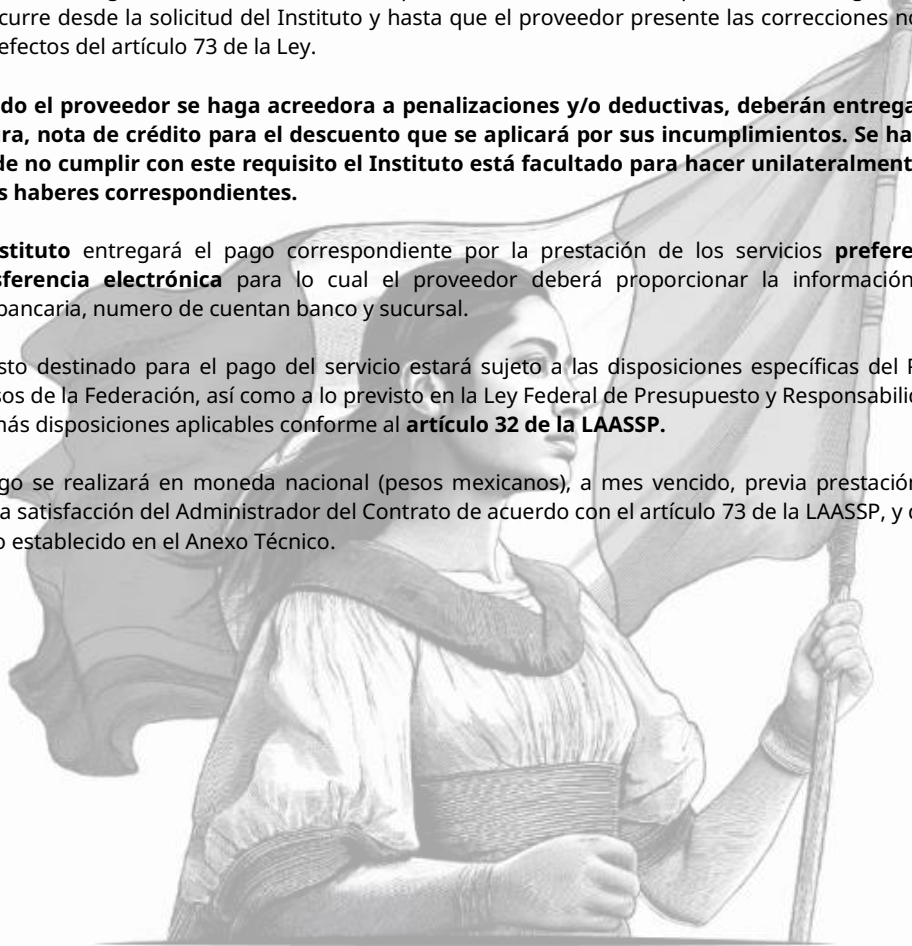 curre desde la solicitud del Instituto y hasta que el proveedor presente las correcciones no
efectos del artículo 73 de la Ley.
do el proveedor se haga acreedora a penalizaciones y/o deductivas, deberán entrega
ra, nota de crédito para el descuento que se aplicará por sus incumplimientos. Se ha
de no cumplir con este requisito el Instituto está facultado para hacer unilateralment
s haberes correspondientes.
stituto entregará el pago correspondiente por la prestación de los servicios prefere
sferencia electrónica para lo cual el proveedor deberá proporcionar la información
bancaria, numero de cuentan banco y sucursal.
sto destinado para el pago del servicio estará sujeto a las disposiciones específicas del P
sos de la Federación, así como a lo previsto en la Ley Federal de Presupuesto y Responsabilid
más disposiciones aplicables conforme al artículo 32 de la LAASSP.
go se realizará en moneda nacional (pesos mexicanos), a mes vencido, previa prestación
a satisfacción del Administrador del Contrato de acuerdo con el artículo 73 de la LAASSP, y c
o establecido en el Anexo Técnico.